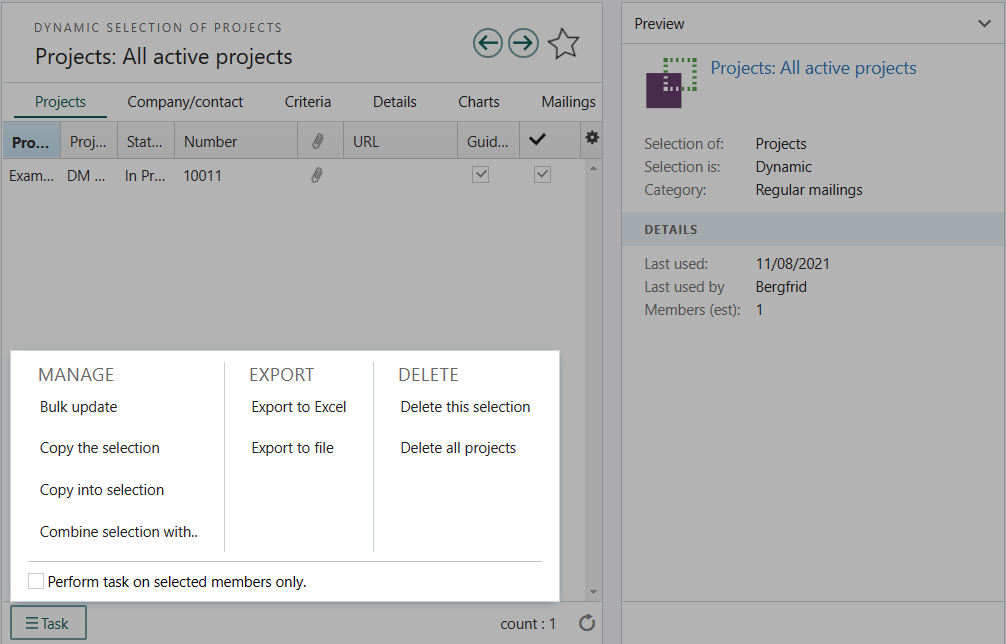 DYNAMIC SELECTION OF PROJECTS
Projects: All active projects
Projects Company/contact Criteria Details Charts Mailings
Pro... Proj... Stat... Number URL Guid...
Exam... DM ... In Pr... 10011
MANAGE
Bulk update
Copy the selection
Copy into selection
Combine selection with..
EXPORT
Export to Excel
Export to file
DELETE
Delete this selection
Delete all projects
Perform task on selected members only.
Task
count : 1
Preview
Projects: All active projects
Selection of: Projects
Selection is: Dynamic
Category: Regular mailings
DETAILS
Last used: 11/08/2021
Last used by Bergfrid
Members (est): 1